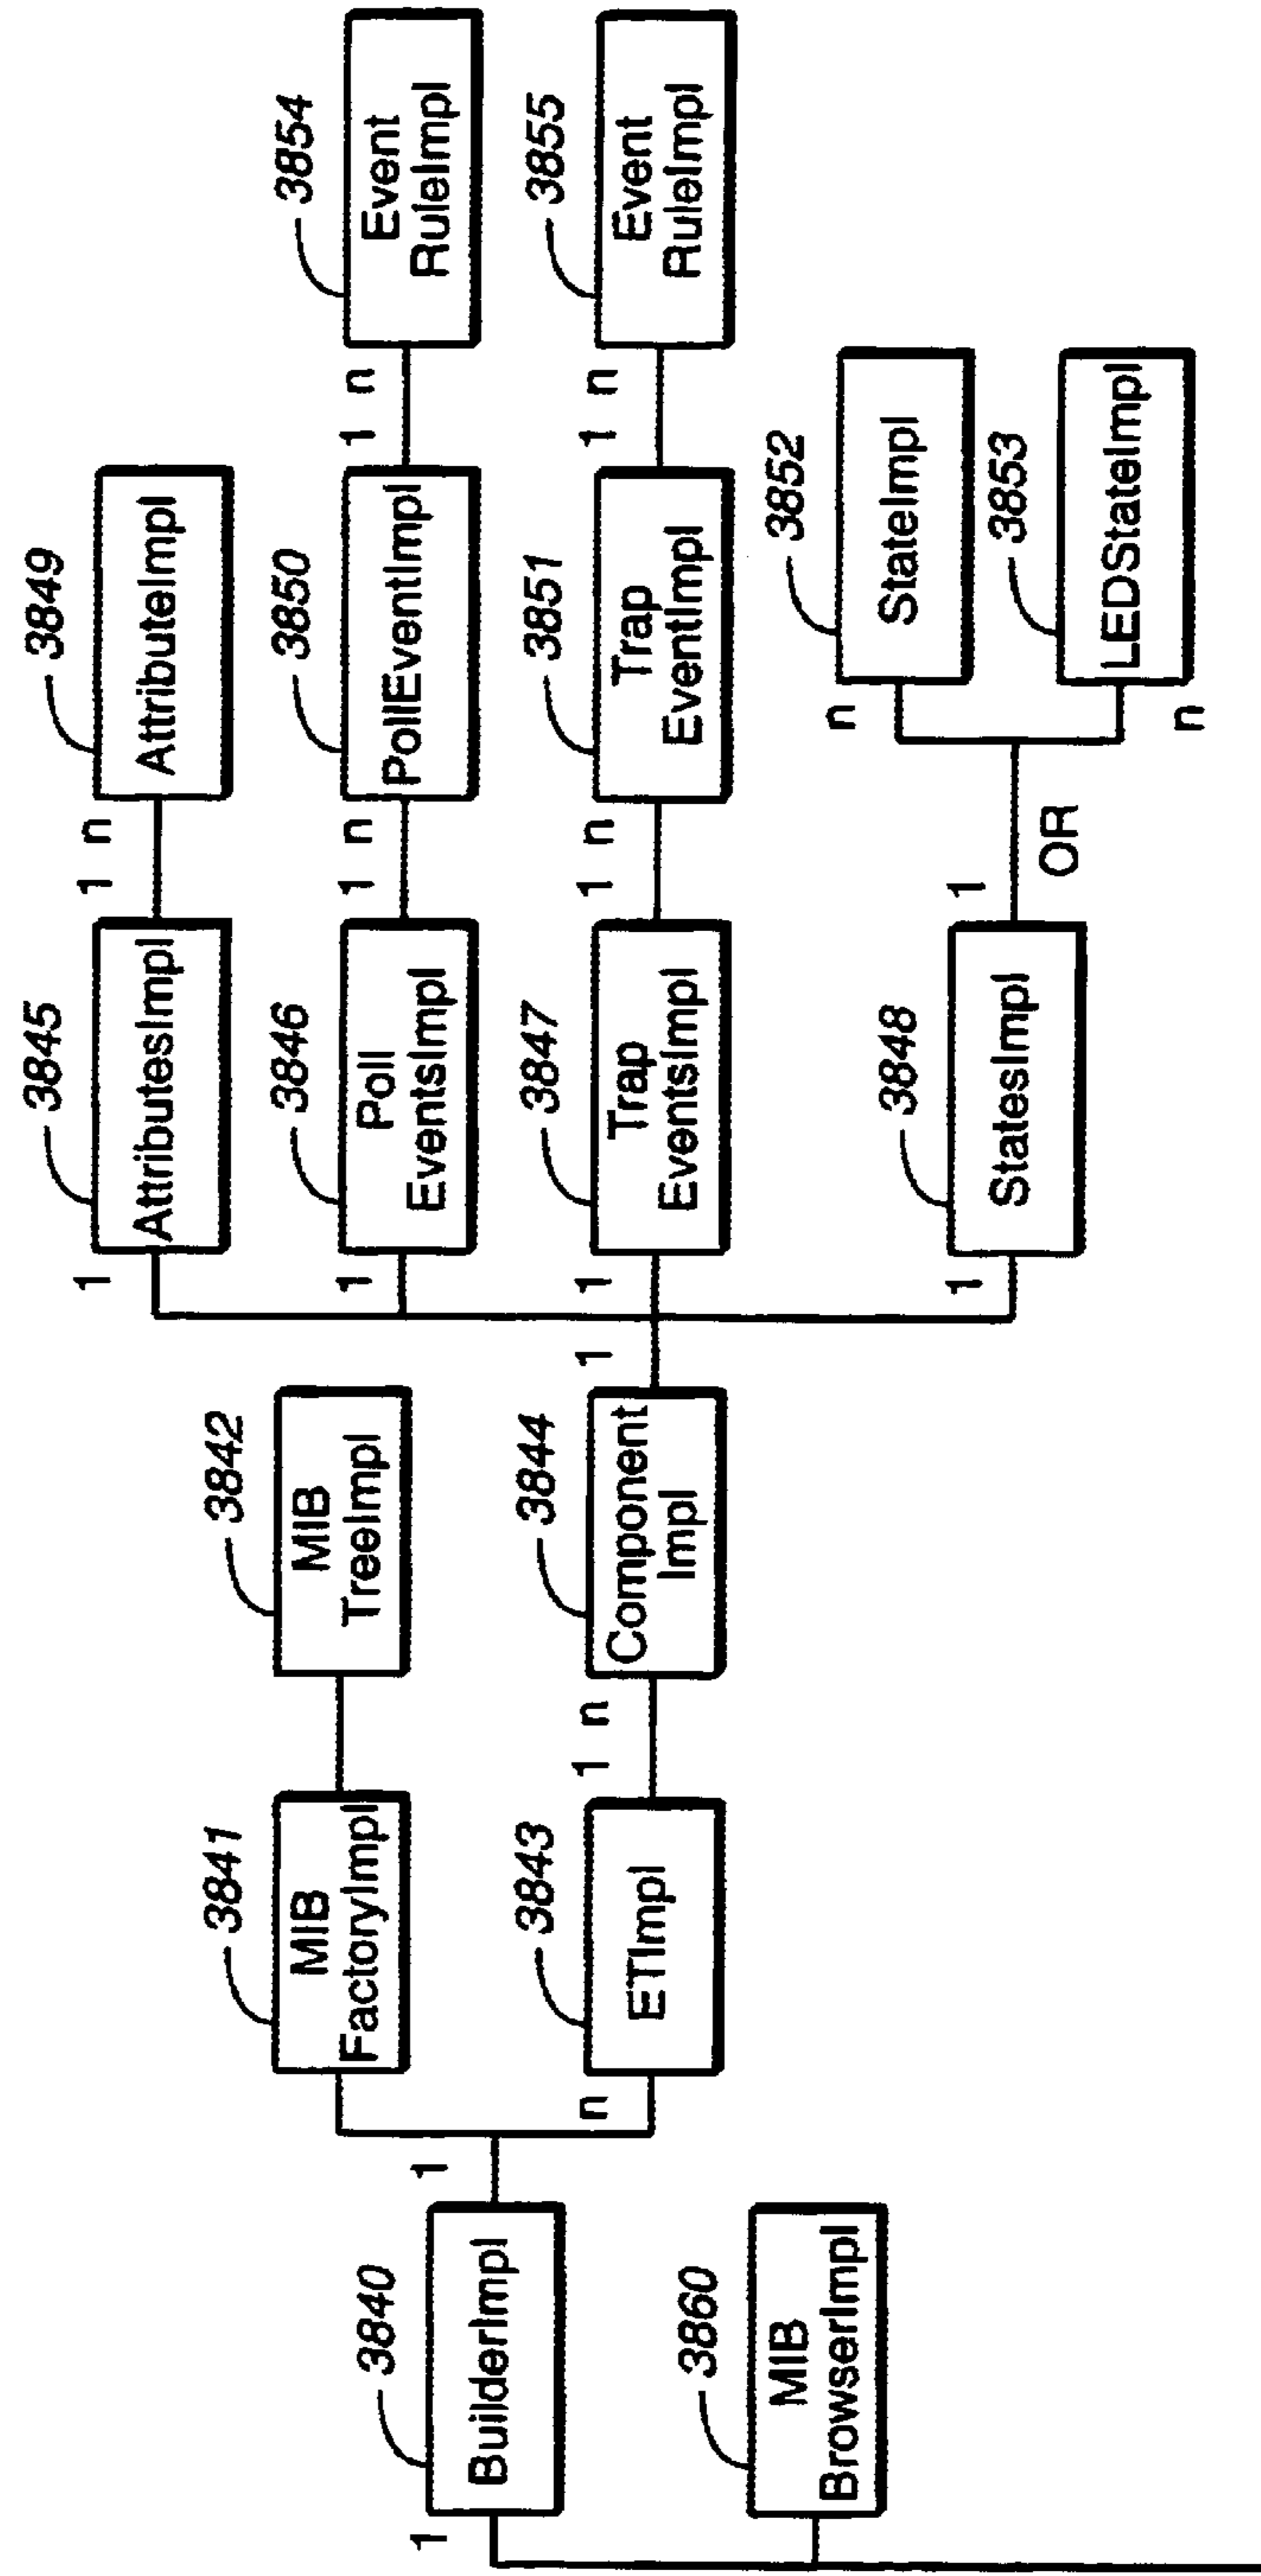 3840
BuilderImpl
1
1
3860
MIB
BrowserImpl
3841
MIB
FactoryImpl
3842
MIB
TreeImpl
n
3843
ETImpl
1 n
3844
Component
Impl
1
1
3845
AttributesImpl
1 n
3849
AttributeImpl
1
3846
Poll
EventsImpl
1 n
3850
PollEventImpl
1 n
3854
Event
RuleImpl
1
3847
Trap
EventsImpl
1 n
3851
Trap
EventImpl
1 n
3855
Event
RuleImpl
1
3848
StatesImpl
1
OR
n
3852
StateImpl
3853
LEDStateImpl
n